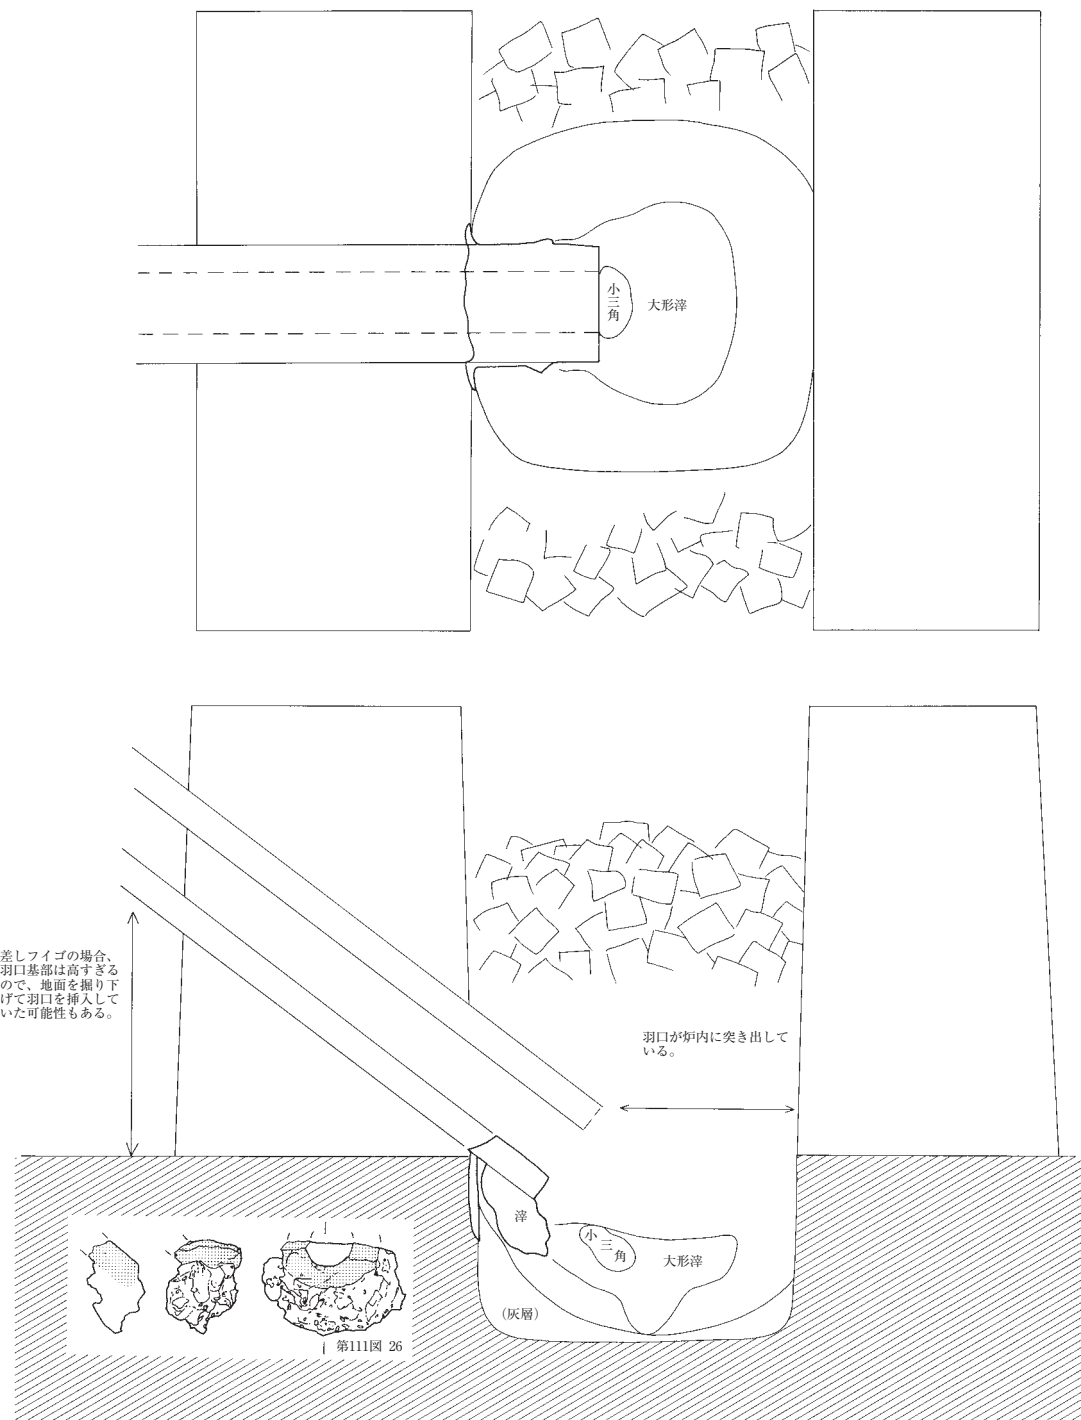 小三角
大形滓
差しフイゴの場合、
羽口基部は高すぎる
ので、地面を掘り下
げて羽口を挿入して
いた可能性もある。
羽口が炉内に突き出して
いる。
滓
小三角
大形滓
（灰層）
第111図 26